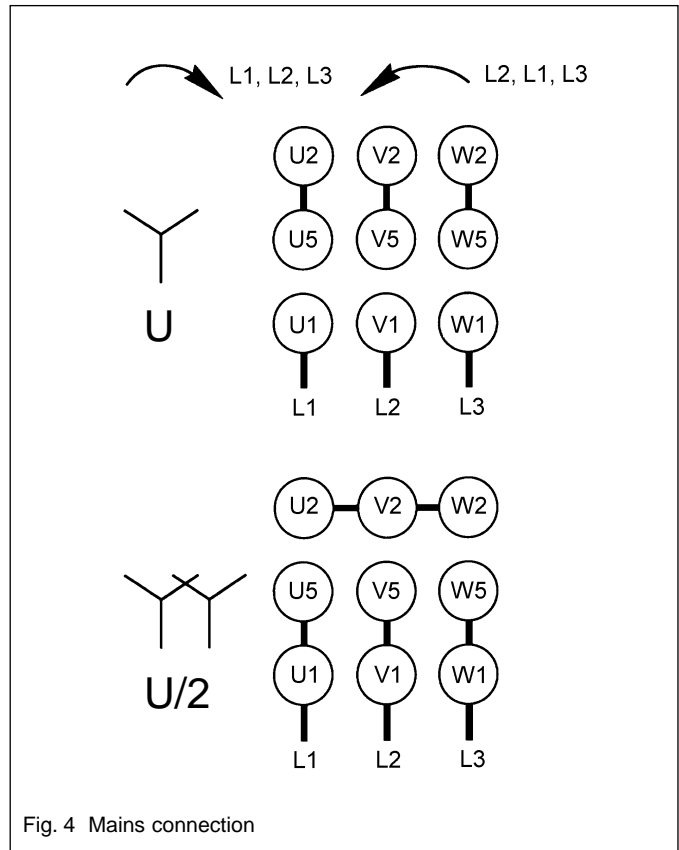 L1, L2, L3 L2, L1, L3
U2 V2 W2
U5 V5 W5
U
U1 V1 W1
L1 L2 L3
U2 V2 W2
U5 V5 W5
U/2
U1 V1 W1
L1 L2 L3
Fig. 4 Mains connection